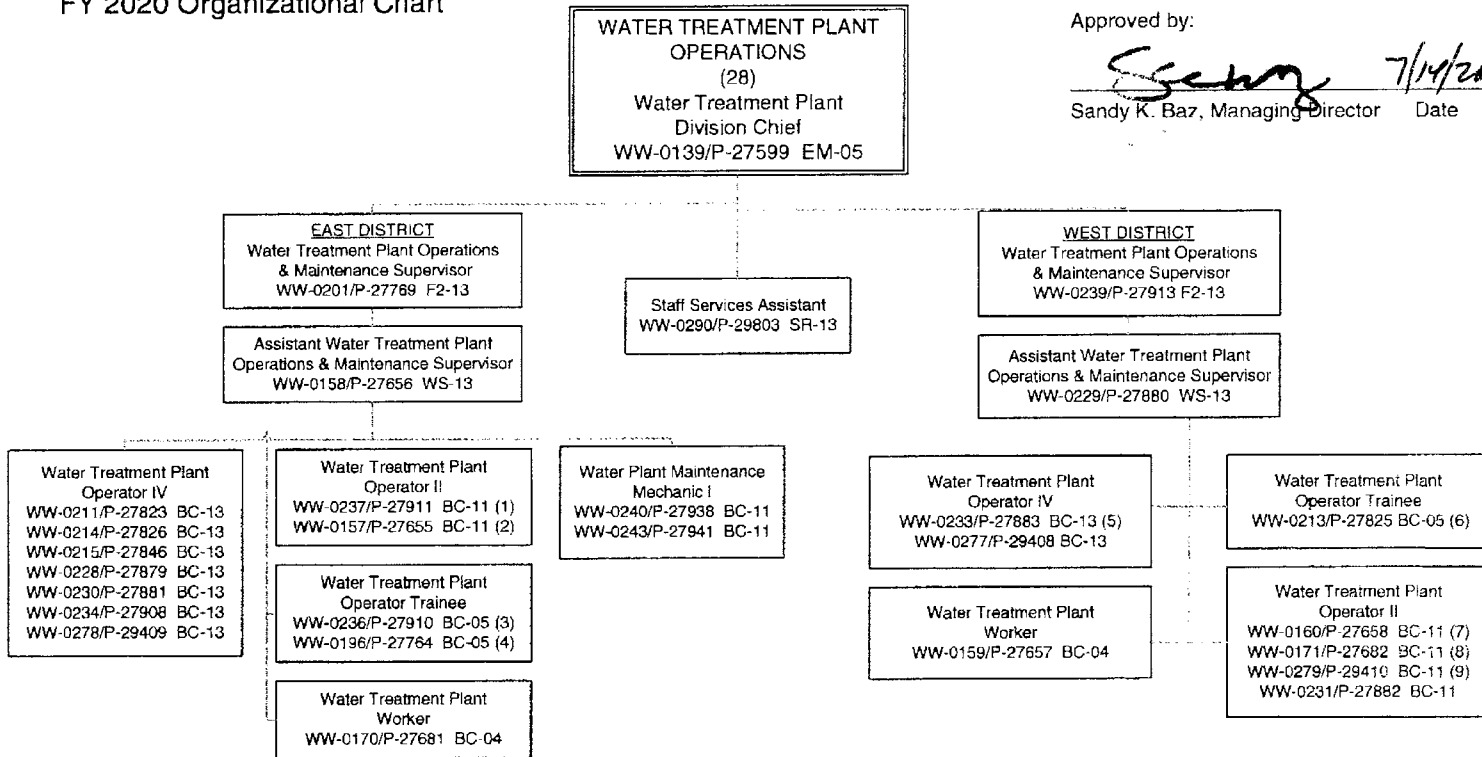 FY 2020 Organizational Chart
WATER TREATMENT PLANT
OPERATIONS
(28)
Water Treatment Plant
Division Chief
WW-0139/P-27599 EM-05
Approved by:
Sandy K. Baz, Managing Director Date
EAST DISTRICT
Water Treatment Plant Operations
& Maintenance Supervisor
WW-0201/P-27769 F2-13
Assistant Water Treatment Plant
Operations & Maintenance Supervisor
WW-0158/P-27656 WS-13
Staff Services Assistant
WW-0290/P-29803 SR-13
WEST DISTRICT
Water Treatment Plant Operations
& Maintenance Supervisor
WW-0239/P-27913 F2-13
Assistant Water Treatment Plant
Operations & Maintenance Supervisor
WW-0229/P-27880 WS-13
Water Treatment Plant
Operator IV
WW-0211/P-27823 BC-13
WW-0214/P-27826 BC-13
WW-0215/P-27846 BC-13
WW-0228/P-27879 BC-13
WW-0230/P-27881 BC-13
WW-0234/P-27908 BC-13
WW-0278/P-29409 BC-13
Water Treatment Plant
Operator II
WW-0237/P-27911 BC-11 (1)
WW-0157/P-27655 BC-11 (2)
Water Treatment Plant
Operator Trainee
WW-0236/P-27910 BC-05 (3)
WW-0196/P-27764 BC-05 (4)
Water Treatment Plant
Worker
WW-0170/P-27681 BC-04
Water Plant Maintenance
Mechanic I
WW-0240/P-27938 BC-11
WW-0243/P-27941 BC-11
Water Treatment Plant
Operator IV
WW-0233/P-27883 BC-13 (5)
WW-0277/P-29408 BC-13
Water Treatment Plant
Worker
WW-0159/P-27657 BC-04
Water Treatment Plant
Operator Trainee
WW-0213/P-27825 BC-05 (6)
Water Treatment Plant
Operator II
WW-0160/P-27658 BC-11 (7)
WW-0171/P-27682 BC-11 (8)
WW-0279/P-29410 BC-11 (9)
WW-0231/P-27882 BC-11